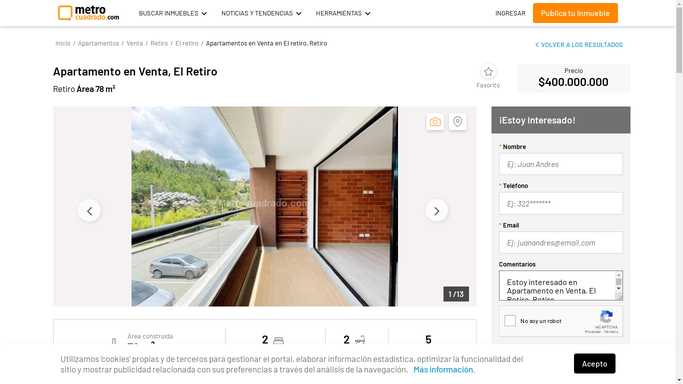 metro
cuadrado.com
BUSCAR INMUEBLES
NOTICIAS Y TENDENCIAS
HERRAMIENTAS
INGRESAR
Publica tu inmueble
Inicio / Apartamentos / Venta / Retiro / El retiro / Apartamentos en Venta en El retiro, Retiro
VOLVER A LOS RESULTADOS
Apartamento en Venta, El Retiro
Retiro Área 78 m²
Favorito
Precio
$400.000.000
1 /13
¡Estoy Interesado!
* Nombre
Ej: Juan Andres
* Teléfono
Ej: 322*******
* Email
Ej: juanandres@email.com
Comentarios
Estoy interesado en
Apartamento en Venta, El
Retiro, Retiro
No soy un robot
reCAPTCHA
Privacidad - Términos
Área construida
2
2
5
Utilizamos 'cookies' propias y de terceros para gestionar el portal, elaborar información estadística, optimizar la funcionalidad del
sitio y mostrar publicidad relacionada con sus preferencias a través del análisis de la navegación. Más información.
Acepto